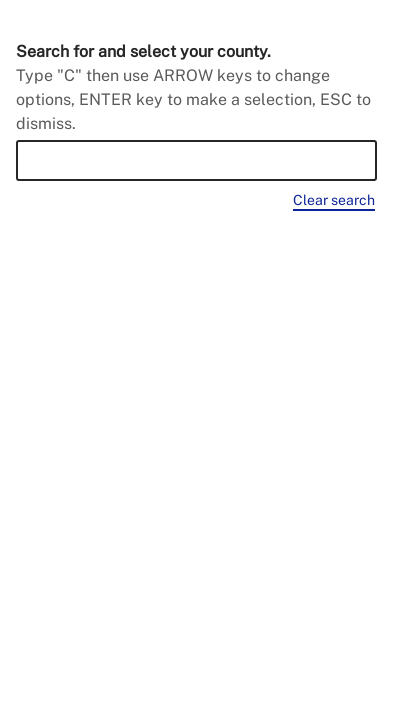 Search for and select your county.
Type "C" then use ARROW keys to change
options, ENTER key to make a selection, ESC to
dismiss.
Clear search